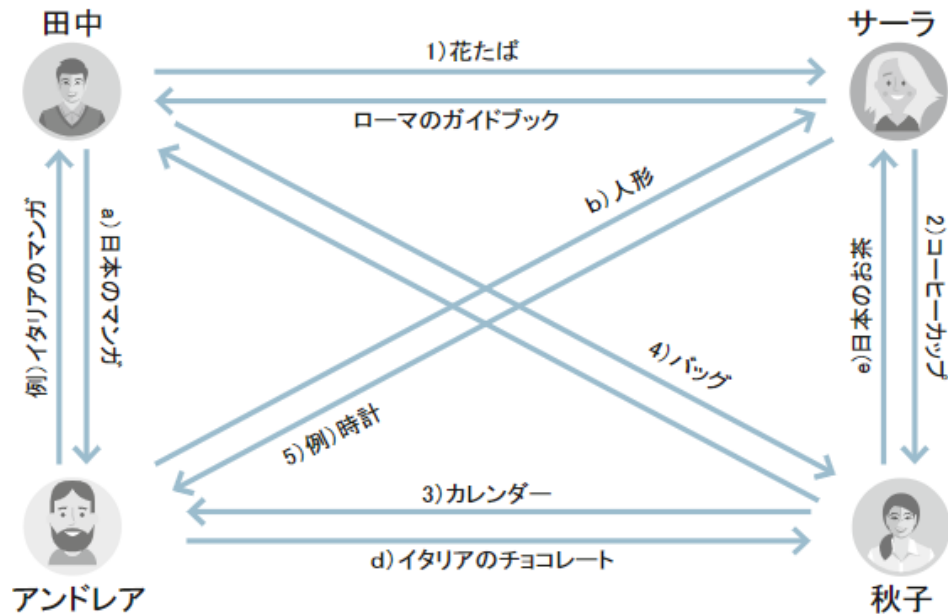 田中
サーラ
1)花たば
ローマのガイドブック
b)人形
例)イタリアのマンガ
a)日本のマンガ
e)日本のお茶
2)コーヒーカップ
4)バッグ
5)例)時計
3)カレンダー
d)イタリアのチョコレート
アンドレア
秋子